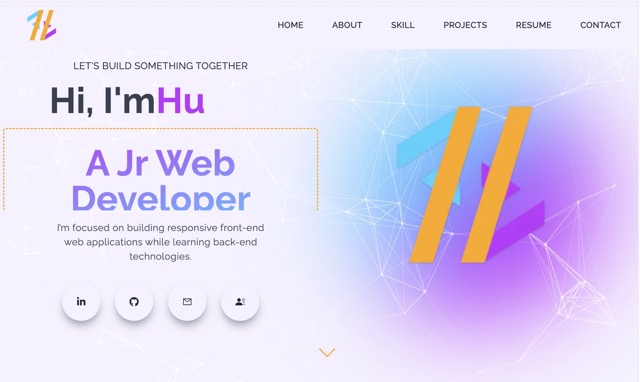 HOME ABOUT SKILL PROJECTS RESUME CONTACT
LET'S BUILD SOMETHING TOGETHER
Hi, I'mHu
A Jr Web
Developer
I'm focused on building responsive front-end
web applications while learning back-end
technologies.
in